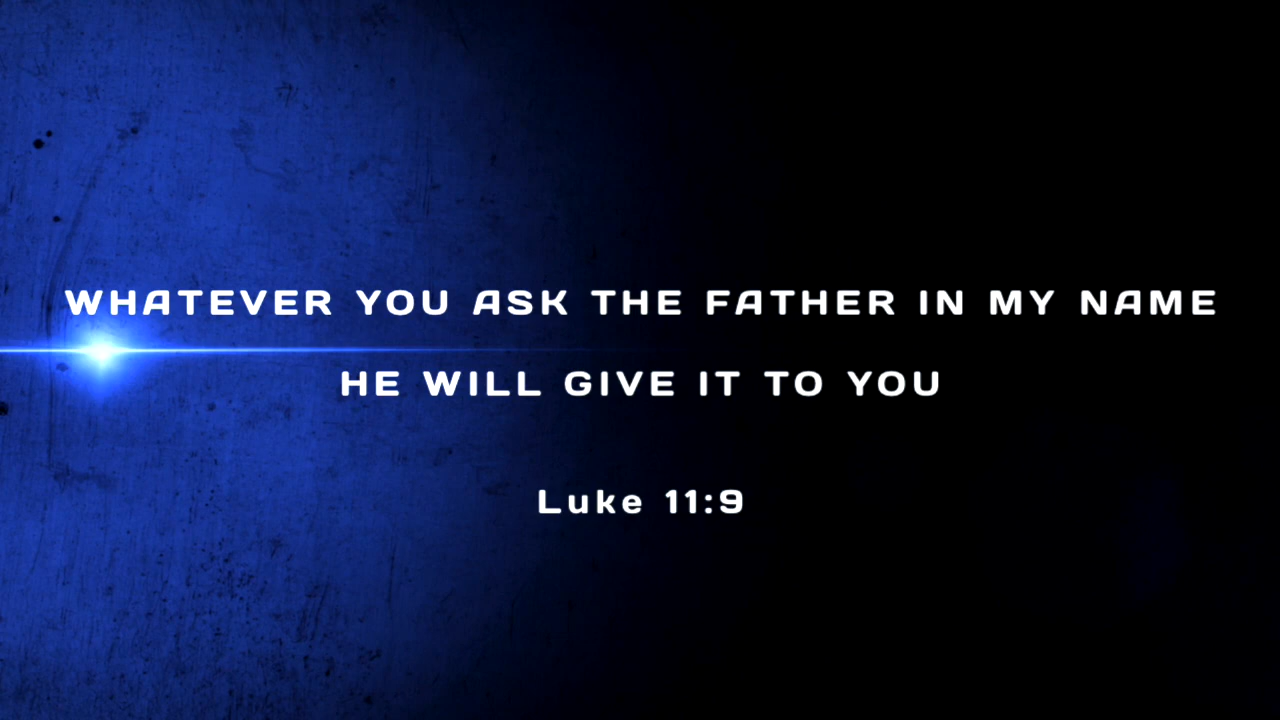 WHATEVER YOU ASK THE FATHER IN MY NAME
HE WILL GIVE IT TO YOU
Luke 11:9